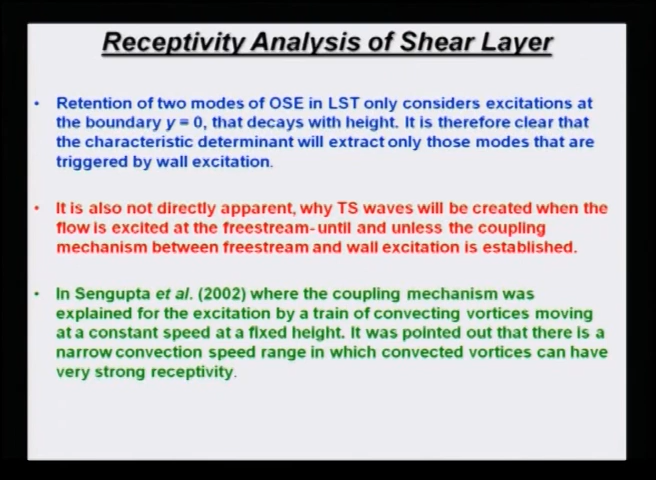 Receptivity Analysis of Shear Layer
• Retention of two modes of OSE in LST only considers excitations at
the boundary y = 0, that decays with height. It is therefore clear that
the characteristic determinant will extract only those modes that are
triggered by wall excitation.
• It is also not directly apparent, why TS waves will be created when the
flow is excited at the freestream- until and unless the coupling
mechanism between freestream and wall excitation is established.
• In Sengupta et al. (2002) where the coupling mechanism was
explained for the excitation by a train of convecting vortices moving
at a constant speed at a fixed height. It was pointed out that there is a
narrow convection speed range in which convected vortices can have
very strong receptivity.